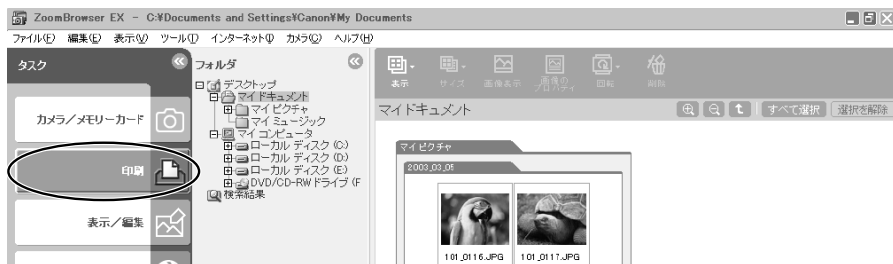 ZoomBrowser EX - C:¥Documents and Settings¥Canon¥My Documents
ファイル(F) 編集(E) 表示(V) ツール(T) インターネット(I) カメラ(C) ヘルプ(H)
タスク
カメラ/メモリーカード
印刷
表示/編集
フォルダ
デスクトップ
マイドキュメント
マイピクチャ
マイミュージック
マイコンピュータ
ローカル ディスク (C:)
ローカル ディスク (D:)
ローカル ディスク (E:)
DVD/CD-RWドライブ (F
検索結果
表示 サイズ 画像表示 画像のプロパティ 回転 削除
マイドキュメント
すべて選択 選択を解除
マイピクチャ
2003_03_05
101_0116.JPG 101_0117.JPG